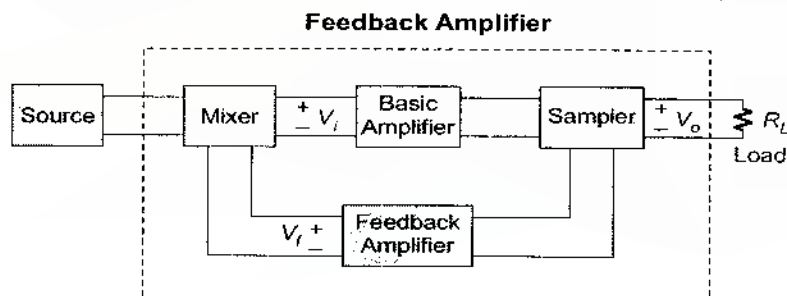 Feedback Amplifier
Source
Mixer
+
− V_i
Basic
Amplifier
Sampler
+
− V_o
R_L
Load
V_f +
−
Feedback
Amplifier